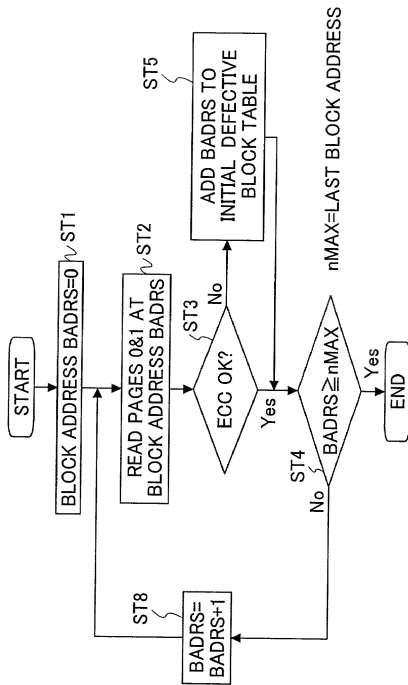 START
BLOCK ADDRESS BADRS=0
ST1
READ PAGES 0&1 AT
BLOCK ADDRESS BADRS
ST2
ECC OK?
ST3
No
Yes
ADD BADRS TO
INITIAL DEFECTIVE
BLOCK TABLE
ST5
BADRS≧nMAX
ST4
No
Yes
BADRS=
BADRS+1
ST8
END
nMAX=LAST BLOCK ADDRESS